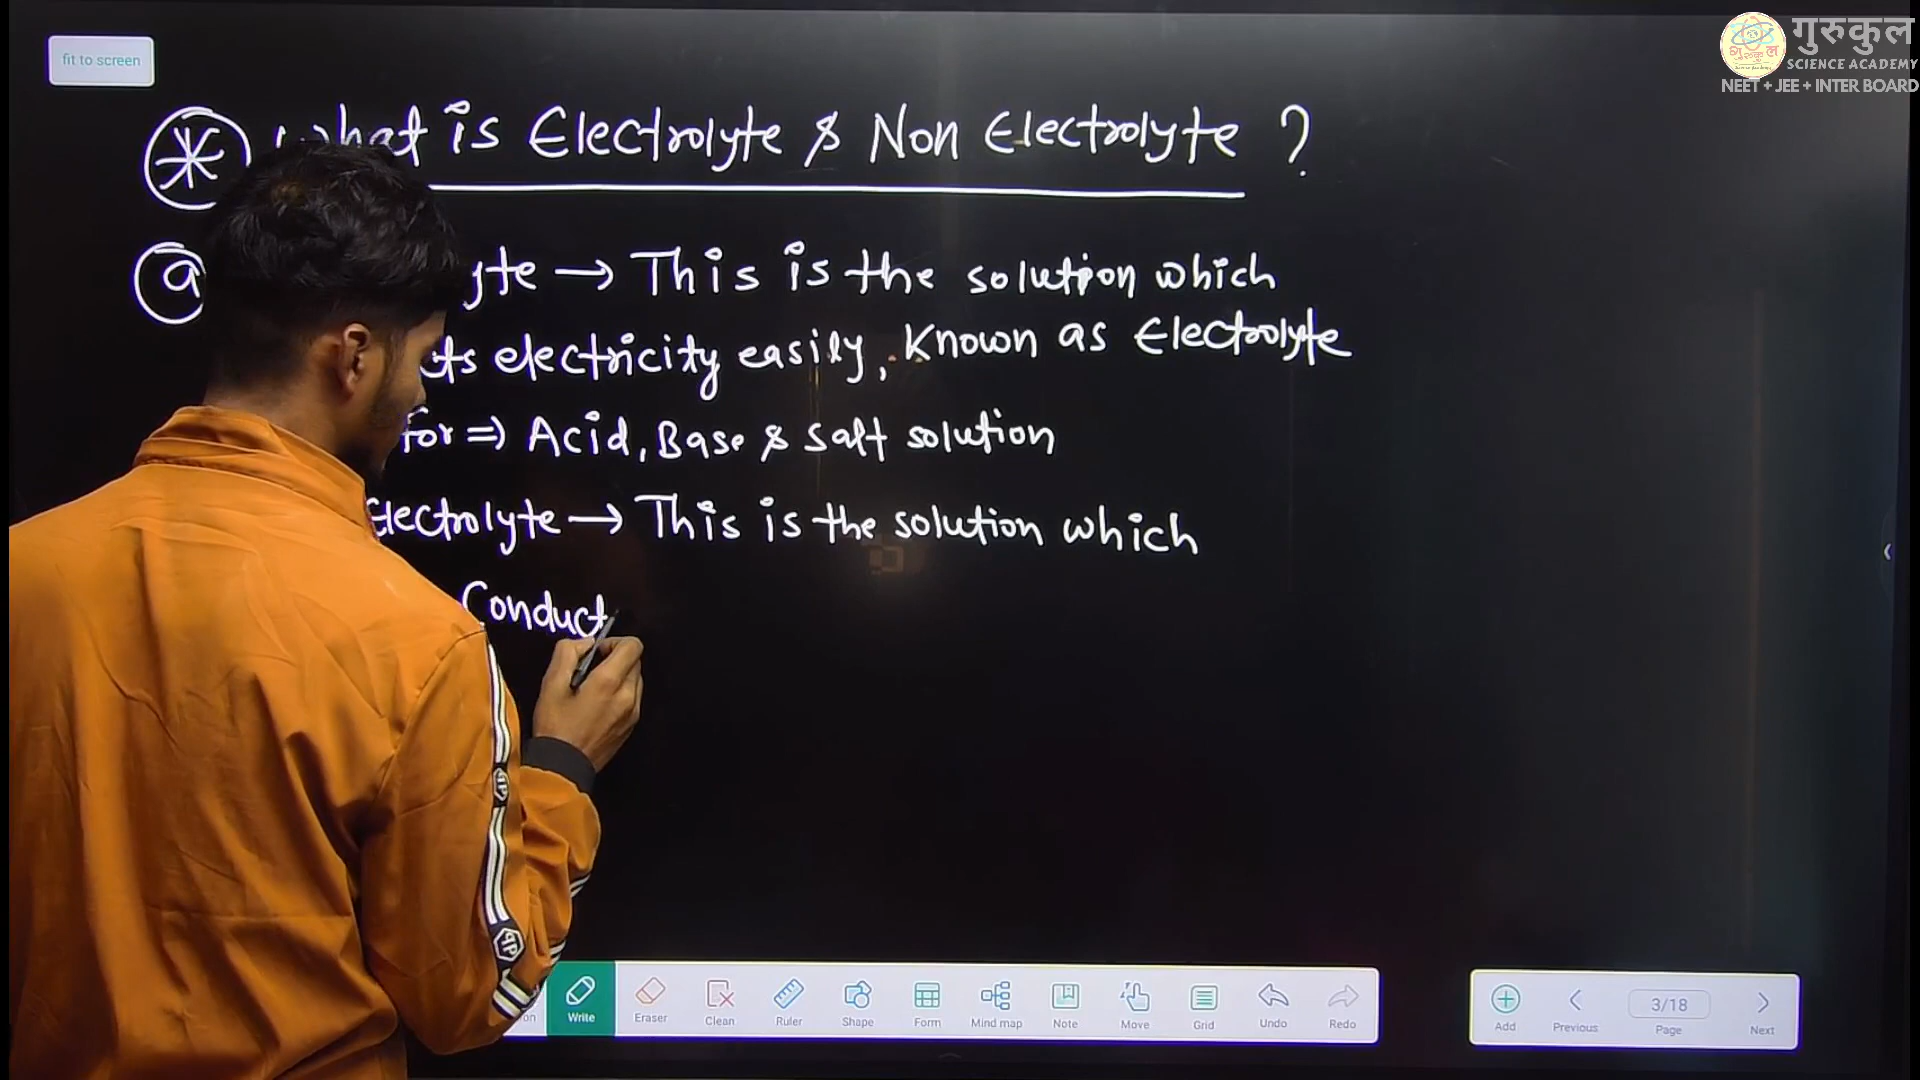 fit to screen
गुरुकुल
SCIENCE ACADEMY
NEET + JEE + INTER BOARD
What is Electrolyte & Non Electrolyte ?
a yte → This is the solution which
cts electricity easily, Known as Electrolyte
for ⇒ Acid, Base & Salt solution
Electrolyte → This is the solution which
Conduct
on Write Eraser Clean Ruler Shape Form Mind map Note Move Grid Undo Redo
Add Previous 3/18 Page Next